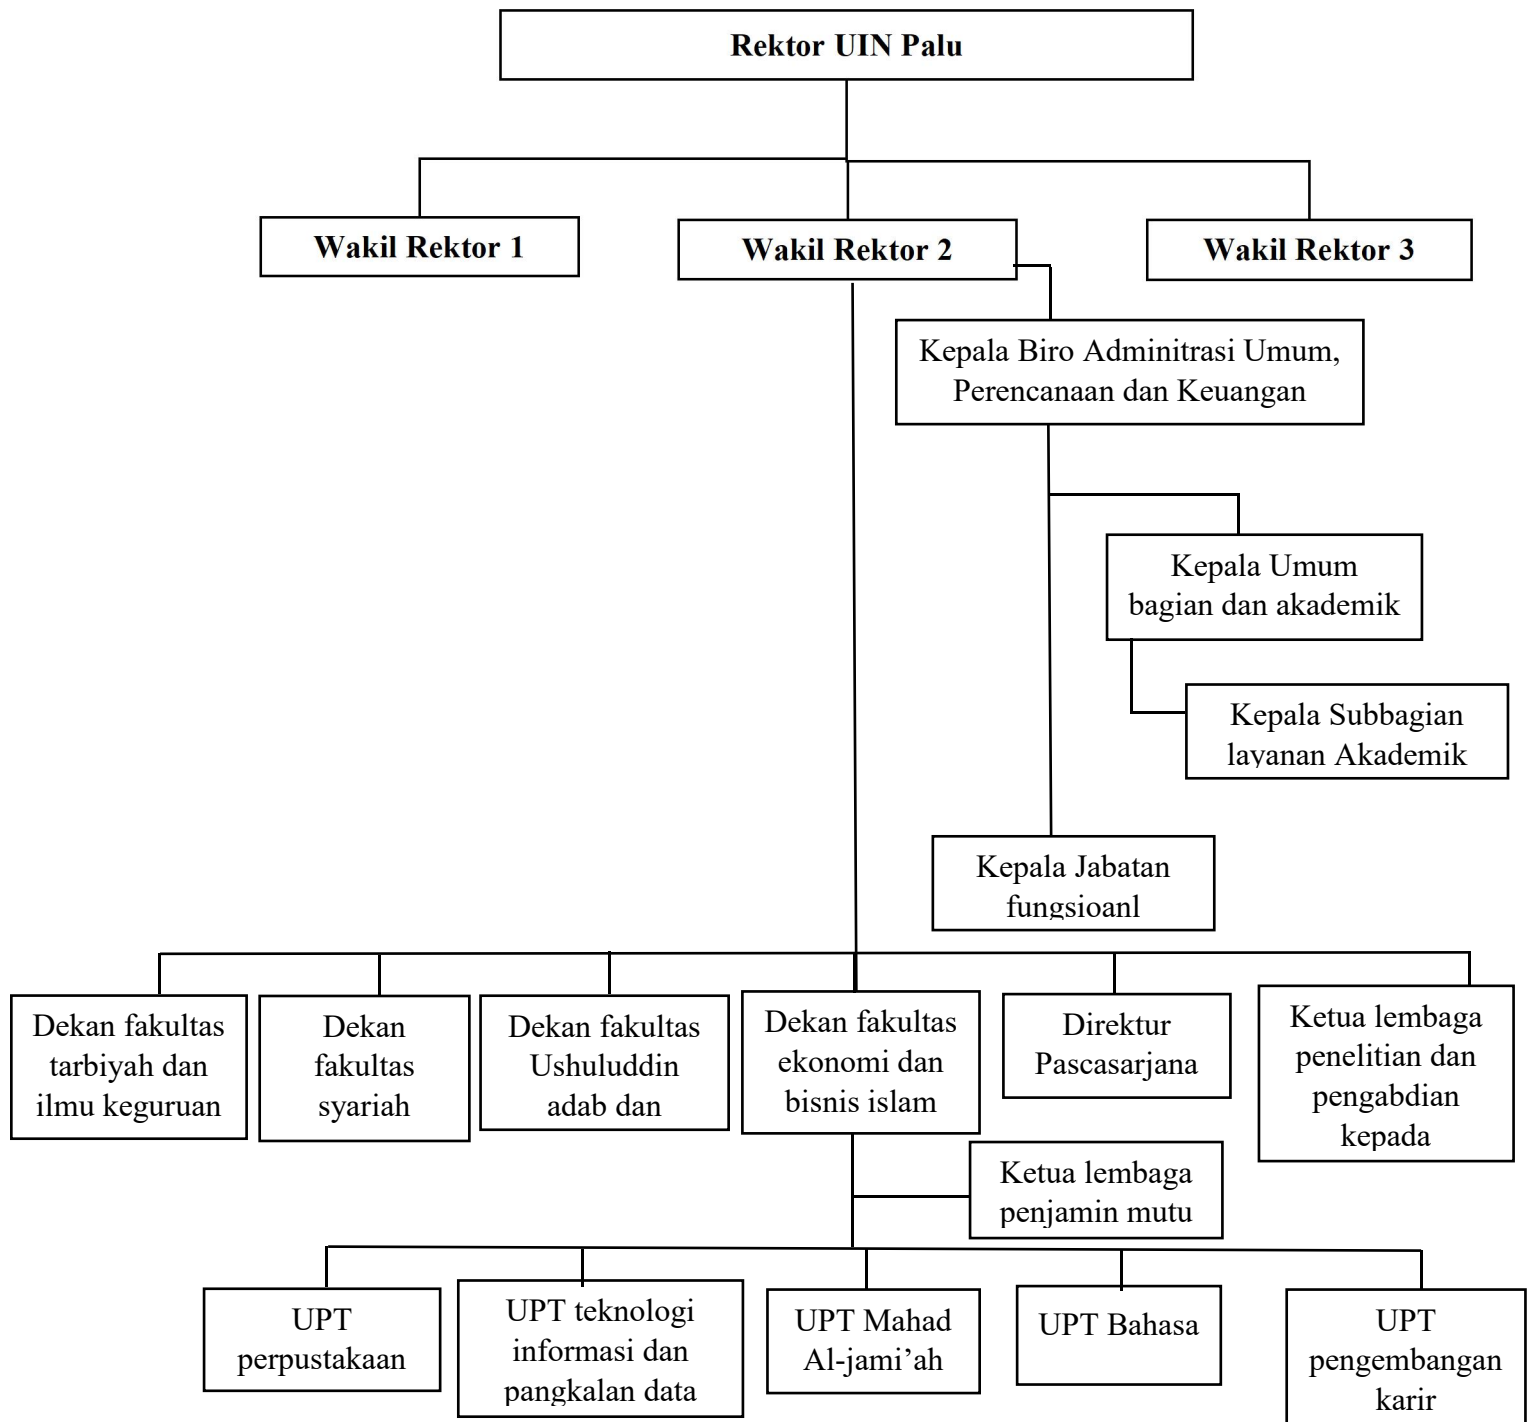 Rektor UIN Palu
Wakil Rektor 1
Wakil Rektor 2
Wakil Rektor 3
Kepala Biro Adminitrasi Umum,
Perencanaan dan Keuangan
Kepala Umum
bagian dan akademik
Kepala Subbagian
layanan Akademik
Kepala Jabatan
fungsioanl
Dekan fakultas
tarbiyah dan
ilmu keguruan
Dekan
fakultas
syariah
Dekan fakultas
Ushuluddin
adab dan
Dekan fakultas
ekonomi dan
bisnis islam
Direktur
Pascasarjana
Ketua lembaga
penelitian dan
pengabdian
kepada
Ketua lembaga
penjamin mutu
UPT
perpustakaan
UPT teknologi
informasi dan
pangkalan data
UPT Mahad
Al-jami’ah
UPT Bahasa
UPT
pengembangan
karir